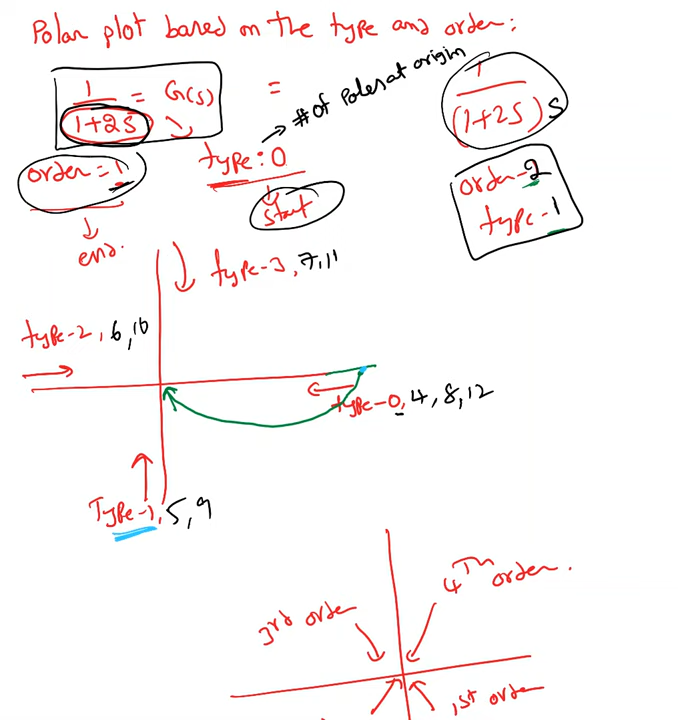 Polar plot based on the type and order:
1
1+2S
= G(s)
=
→ # of Poles at origin
1
(1+2S)S
order = 1
type: 0
end.
start
order-2
type-1
type-3, 7, 11
type-2, 6, 10
type-0, 4, 8, 12
Type-1, 5, 9
4Th order.
3rd order
1st order